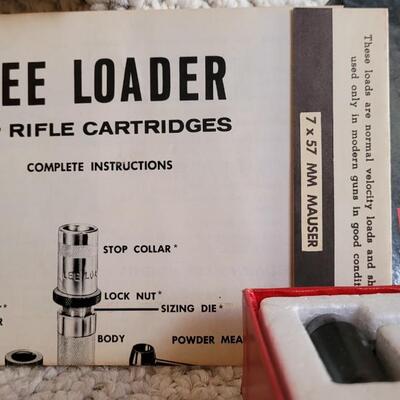 EE LOADER
RIFLE CARTRIDGES
COMPLETE INSTRUCTIONS
STOP COLLAR*
LOCK NUT*
SIZING DIE*
BODY
POWDER MEA
7 x 57 MM MAUSER
These loads are normal velocity loads and sh
used only in modern guns in good condit